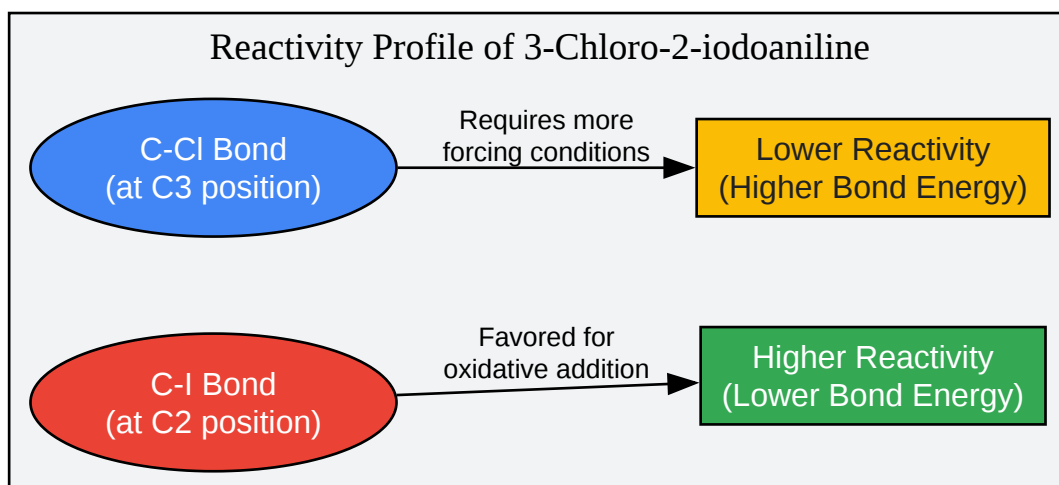 Reactivity Profile of 3-Chloro-2-iodoaniline
C-Cl Bond
(at C3 position)
Requires more
forcing conditions
Lower Reactivity
(Higher Bond Energy)
C-I Bond
(at C2 position)
Favored for
oxidative addition
Higher Reactivity
(Lower Bond Energy)